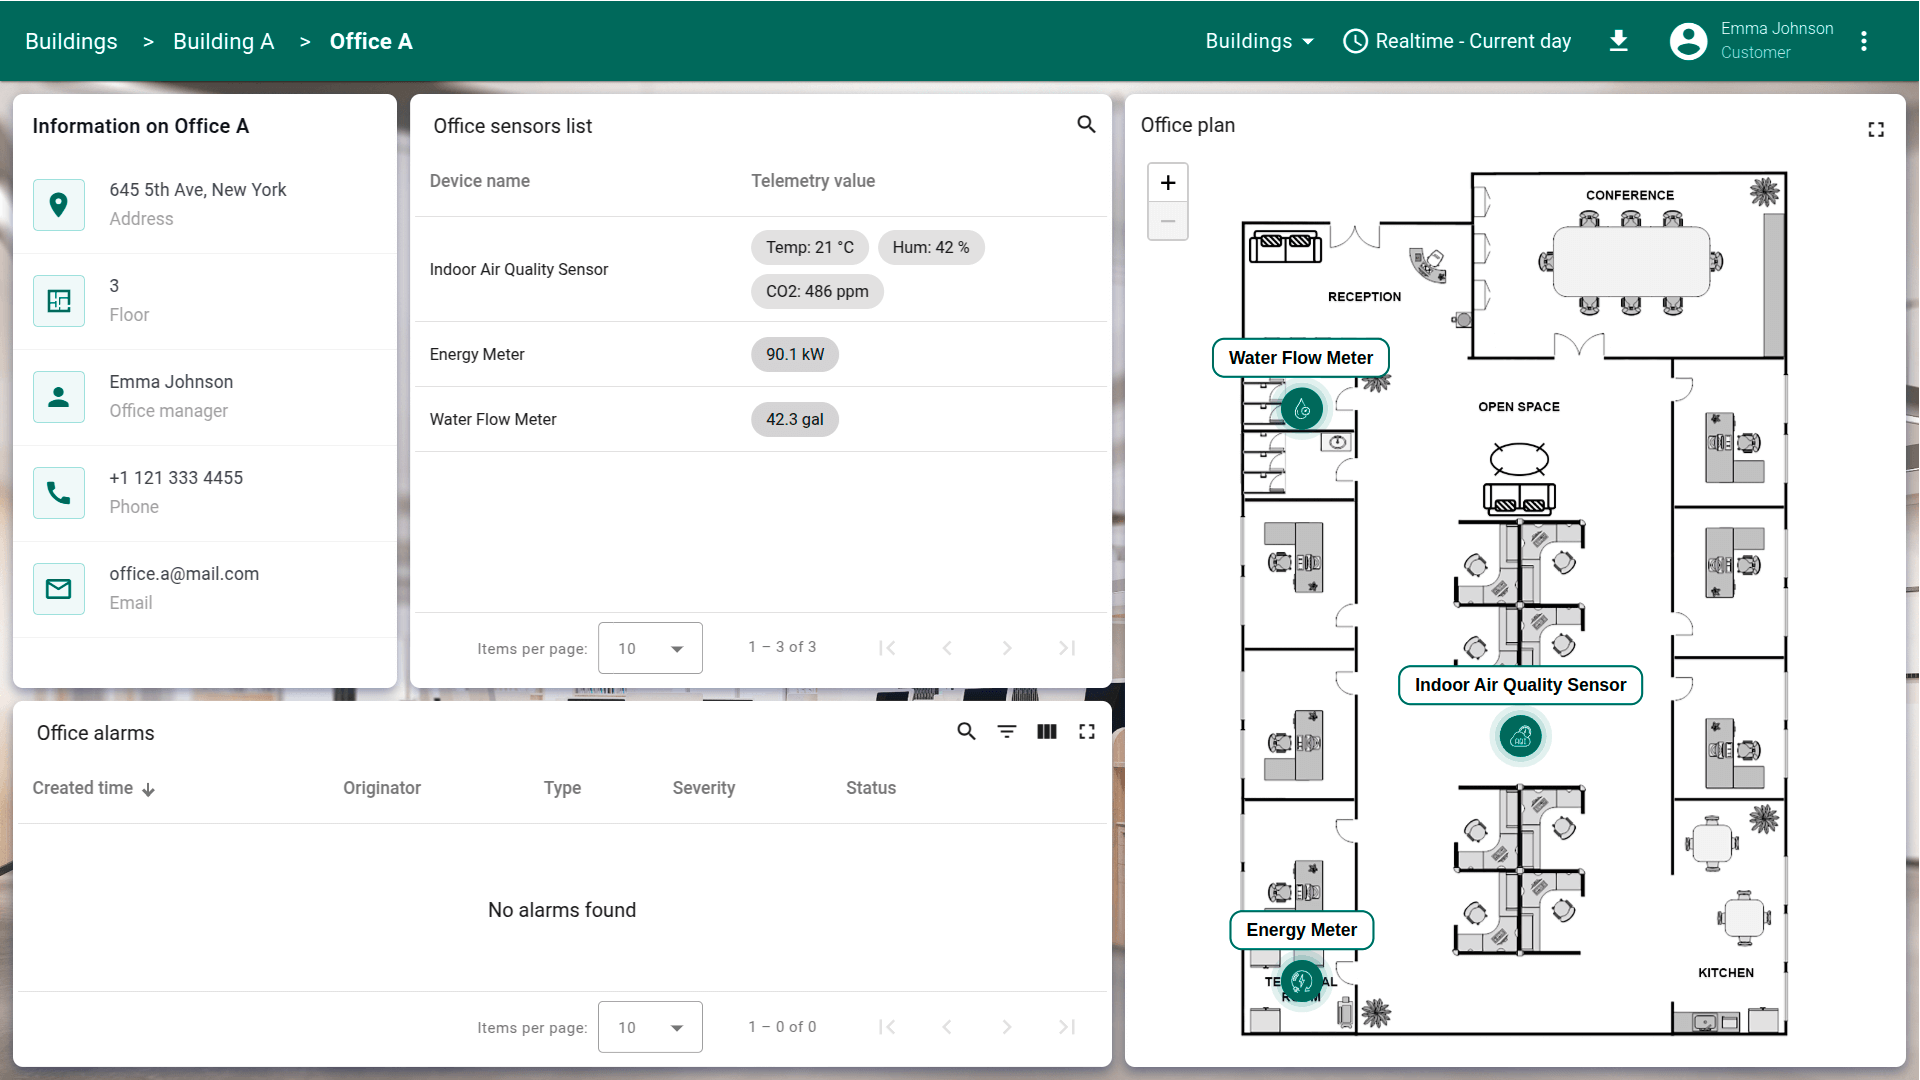 Buildings > Building A > Office A
Buildings
Realtime - Current day
Emma Johnson
Customer
Information on Office A
645 5th Ave, New York
Address
3
Floor
Emma Johnson
Office manager
+1 121 333 4455
Phone
office.a@mail.com
Email
Office sensors list
Device name Telemetry value
Indoor Air Quality Sensor
Temp: 21 °C Hum: 42 %
CO2: 486 ppm
Energy Meter 90.1 kW
Water Flow Meter 42.3 gal
Items per page: 10 1 – 3 of 3
Office alarms
Created time Originator Type Severity Status
No alarms found
Items per page: 10 1 – 0 of 0
Office plan
+
−
CONFERENCE
RECEPTION
Water Flow Meter
OPEN SPACE
Indoor Air Quality Sensor
AQI
Energy Meter
KITCHEN